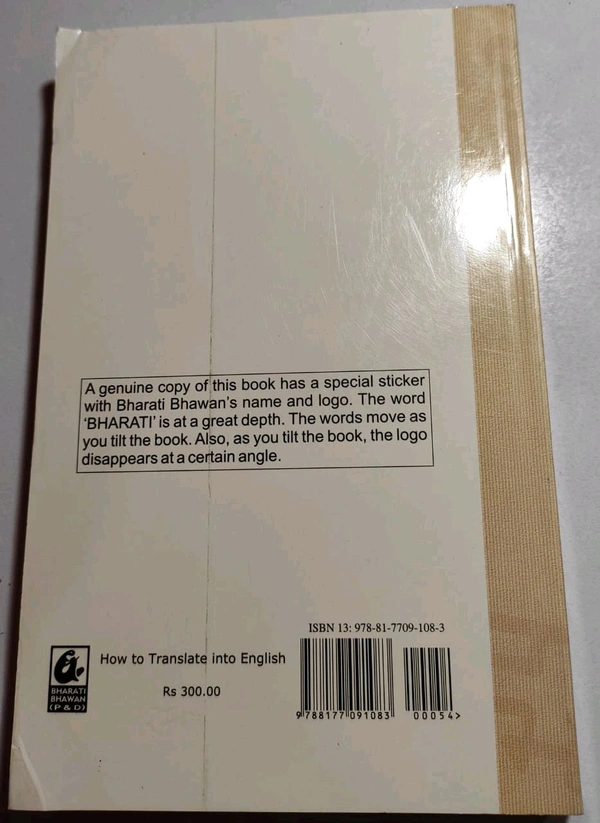 A genuine copy of this book has a special sticker
with Bharati Bhawan's name and logo. The word
'BHARATI' is at a great depth. The words move as
you tilt the book. Also, as you tilt the book, the logo
disappears at a certain angle.
ISBN 13: 978-81-7709-108-3
How to Translate into English
Rs 300.00
BHARATI
BHAWAN
(P & D)
9 788177 091083
00054>